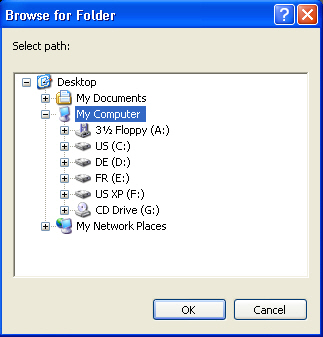 Browse for Folder
Select path:
Desktop
My Documents
My Computer
3½ Floppy (A:)
US (C:)
DE (D:)
FR (E:)
US XP (F:)
CD Drive (G:)
My Network Places
OK Cancel